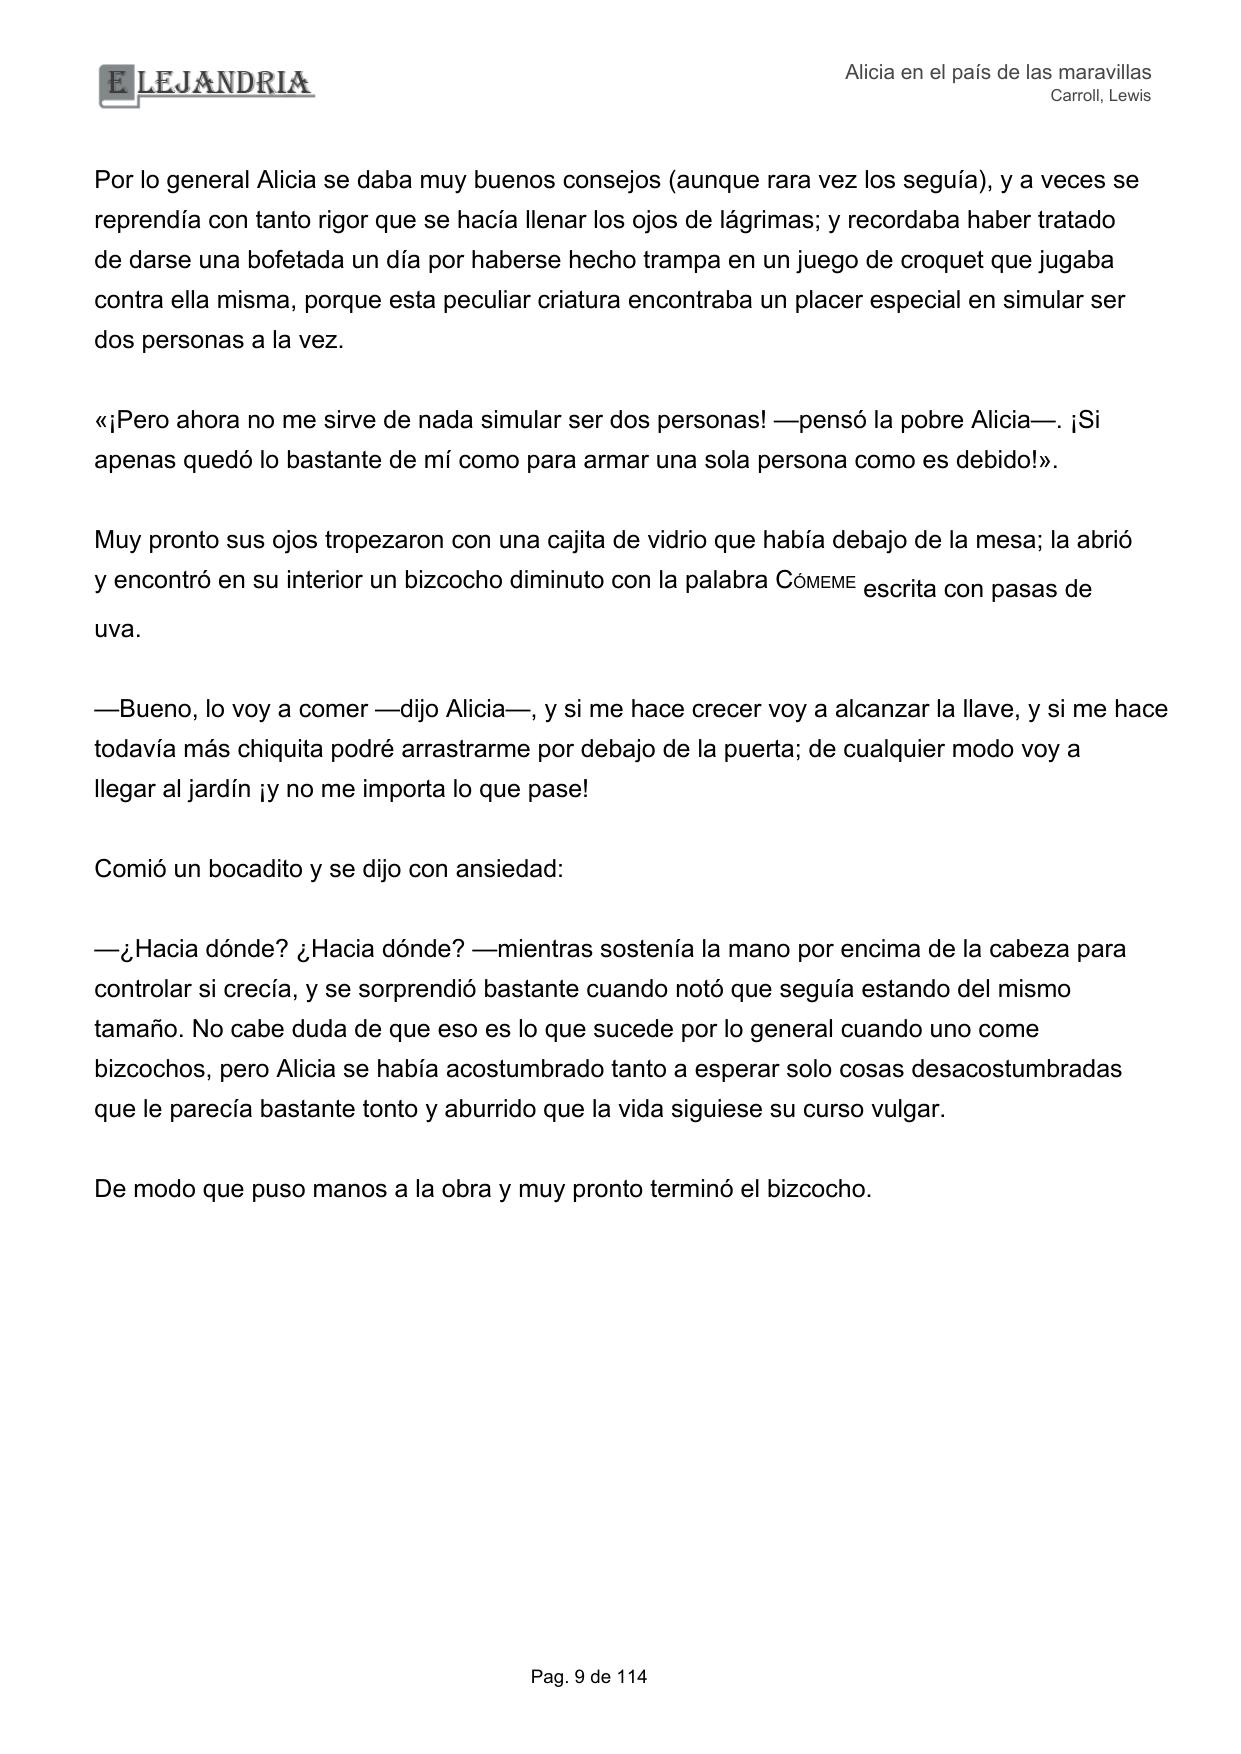 ELEJANDRIA
Alicia en el país de las maravillas
Carroll, Lewis
Por lo general Alicia se daba muy buenos consejos (aunque rara vez los seguía), y a veces se
reprendía con tanto rigor que se hacía llenar los ojos de lágrimas; y recordaba haber tratado
de darse una bofetada un día por haberse hecho trampa en un juego de croquet que jugaba
contra ella misma, porque esta peculiar criatura encontraba un placer especial en simular ser
dos personas a la vez.
«¡Pero ahora no me sirve de nada simular ser dos personas! —pensó la pobre Alicia—. ¡Si
apenas quedó lo bastante de mí como para armar una sola persona como es debido!».
Muy pronto sus ojos tropezaron con una cajita de vidrio que había debajo de la mesa; la abrió
y encontró en su interior un bizcocho diminuto con la palabra CÓMEME escrita con pasas de
uva.
—Bueno, lo voy a comer —dijo Alicia—, y si me hace crecer voy a alcanzar la llave, y si me hace
todavía más chiquita podré arrastrarme por debajo de la puerta; de cualquier modo voy a
llegar al jardín ¡y no me importa lo que pase!
Comió un bocadito y se dijo con ansiedad:
—¿Hacia dónde? ¿Hacia dónde? —mientras sostenía la mano por encima de la cabeza para
controlar si crecía, y se sorprendió bastante cuando notó que seguía estando del mismo
tamaño. No cabe duda de que eso es lo que sucede por lo general cuando uno come
bizcochos, pero Alicia se había acostumbrado tanto a esperar solo cosas desacostumbradas
que le parecía bastante tonto y aburrido que la vida siguiese su curso vulgar.
De modo que puso manos a la obra y muy pronto terminó el bizcocho.
Pag. 9 de 114